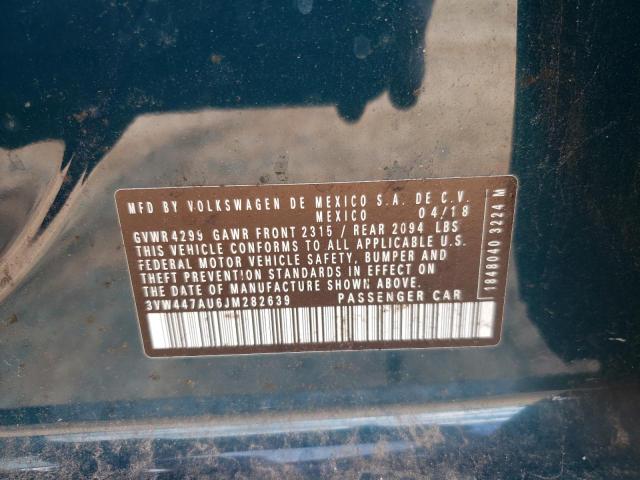 MFD BY VOLKSWAGEN DE MEXICO S.A. DE C.V.
MEXICO 04/18
GVWR 4299 GAWR FRONT 2315 / REAR 2094 LBS
THIS VEHICLE CONFORMS TO ALL APPLICABLE U.S.
FEDERAL MOTOR VEHICLE SAFETY, BUMPER AND
THEFT PREVENTION STANDARDS IN EFFECT ON
THE DATE OF MANUFACTURE SHOWN ABOVE.
3VW447AU6JM282639 PASSENGER CAR
1848040 3224 M